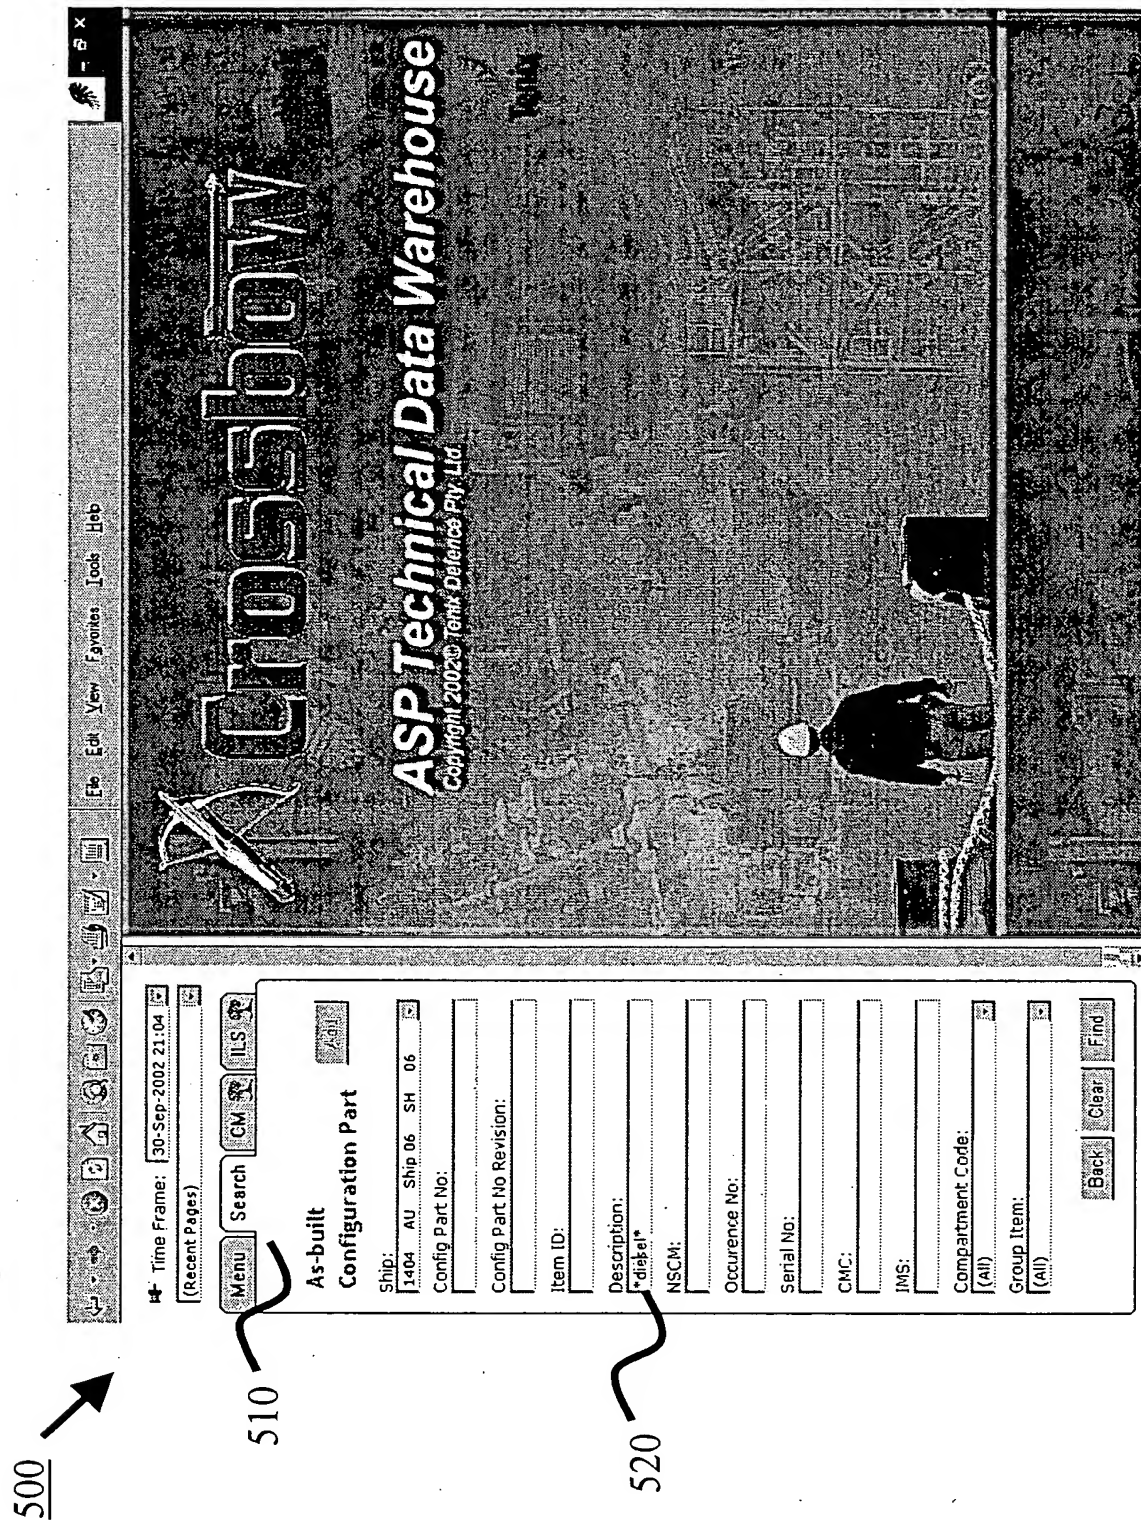 500
File Edit View Favorites Tools Help
Time Frame: 30-Sep-2002 21:04
(Recent Pages)
Menu Search CM ILS
510
As-built
Configuration Part
Ship:
1404 AU Ship 06 SH 06
Config Part No:
Config Part No Revision:
Item ID:
Description:
*diesel*
520
NSCM:
Occurence No:
Serial No:
CMC:
IMS:
Compartment Code:
(All)
Group Item:
(All)
Back Clear Find
Crossbow
ASP Technical Data Warehouse
Copyright 2002© Tenix Defence Pty. Ltd.
Tenix